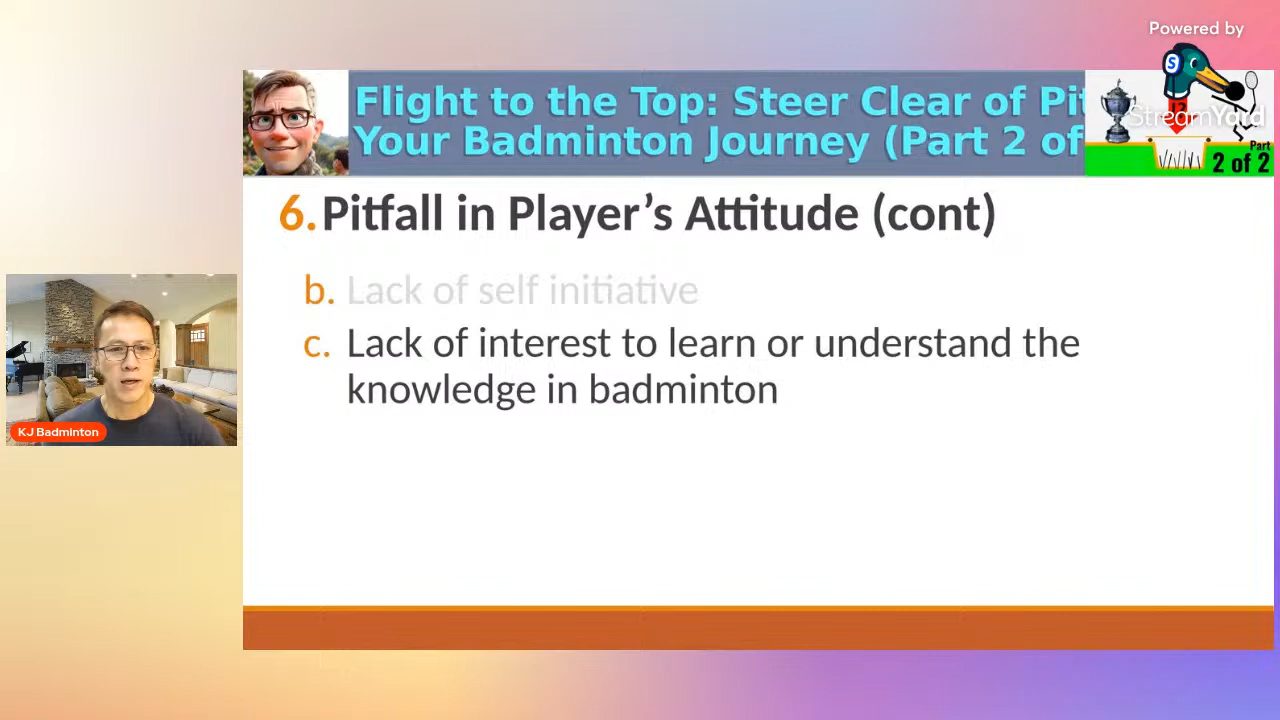 Powered by
StreamYard
Flight to the Top: Steer Clear of Pit
Your Badminton Journey (Part 2 of
12
Part
2 of 2
6. Pitfall in Player’s Attitude (cont)
b. Lack of self initiative
c. Lack of interest to learn or understand the
knowledge in badminton
KJ Badminton